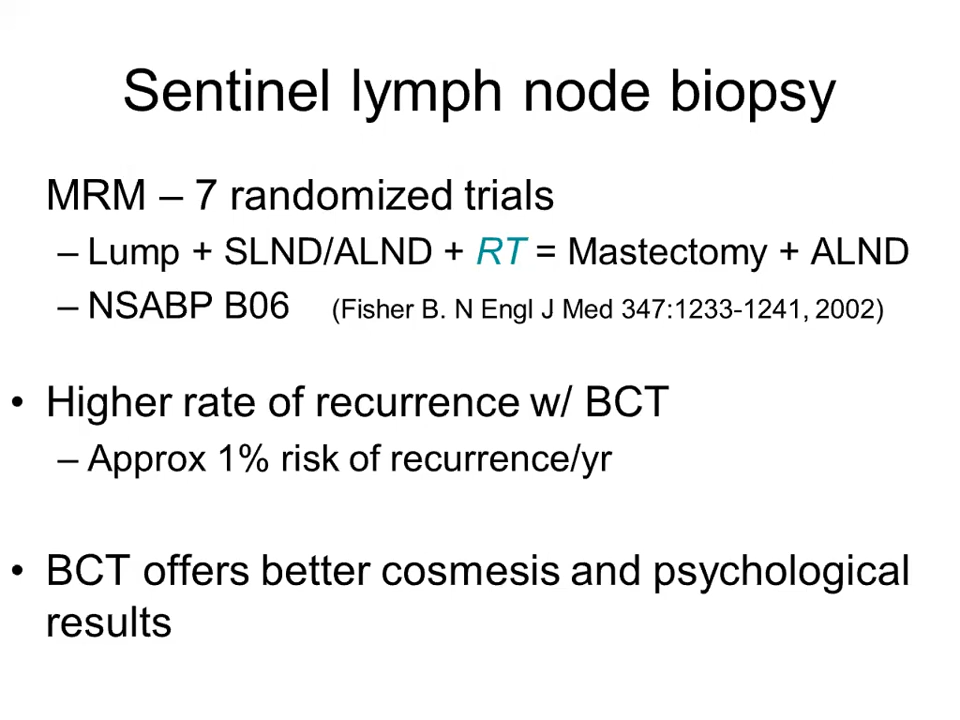 Sentinel lymph node biopsy
MRM – 7 randomized trials
– Lump + SLND/ALND + RT = Mastectomy + ALND
– NSABP B06 (Fisher B. N Engl J Med 347:1233-1241, 2002)
• Higher rate of recurrence w/ BCT
– Approx 1% risk of recurrence/yr
• BCT offers better cosmesis and psychological
results